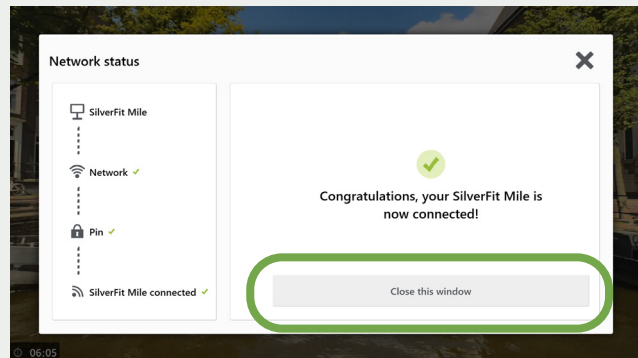 Network status
SilverFit Mile
Network
Pin
SilverFit Mile connected
Congratulations, your SilverFit Mile is
now connected!
Close this window
06:05